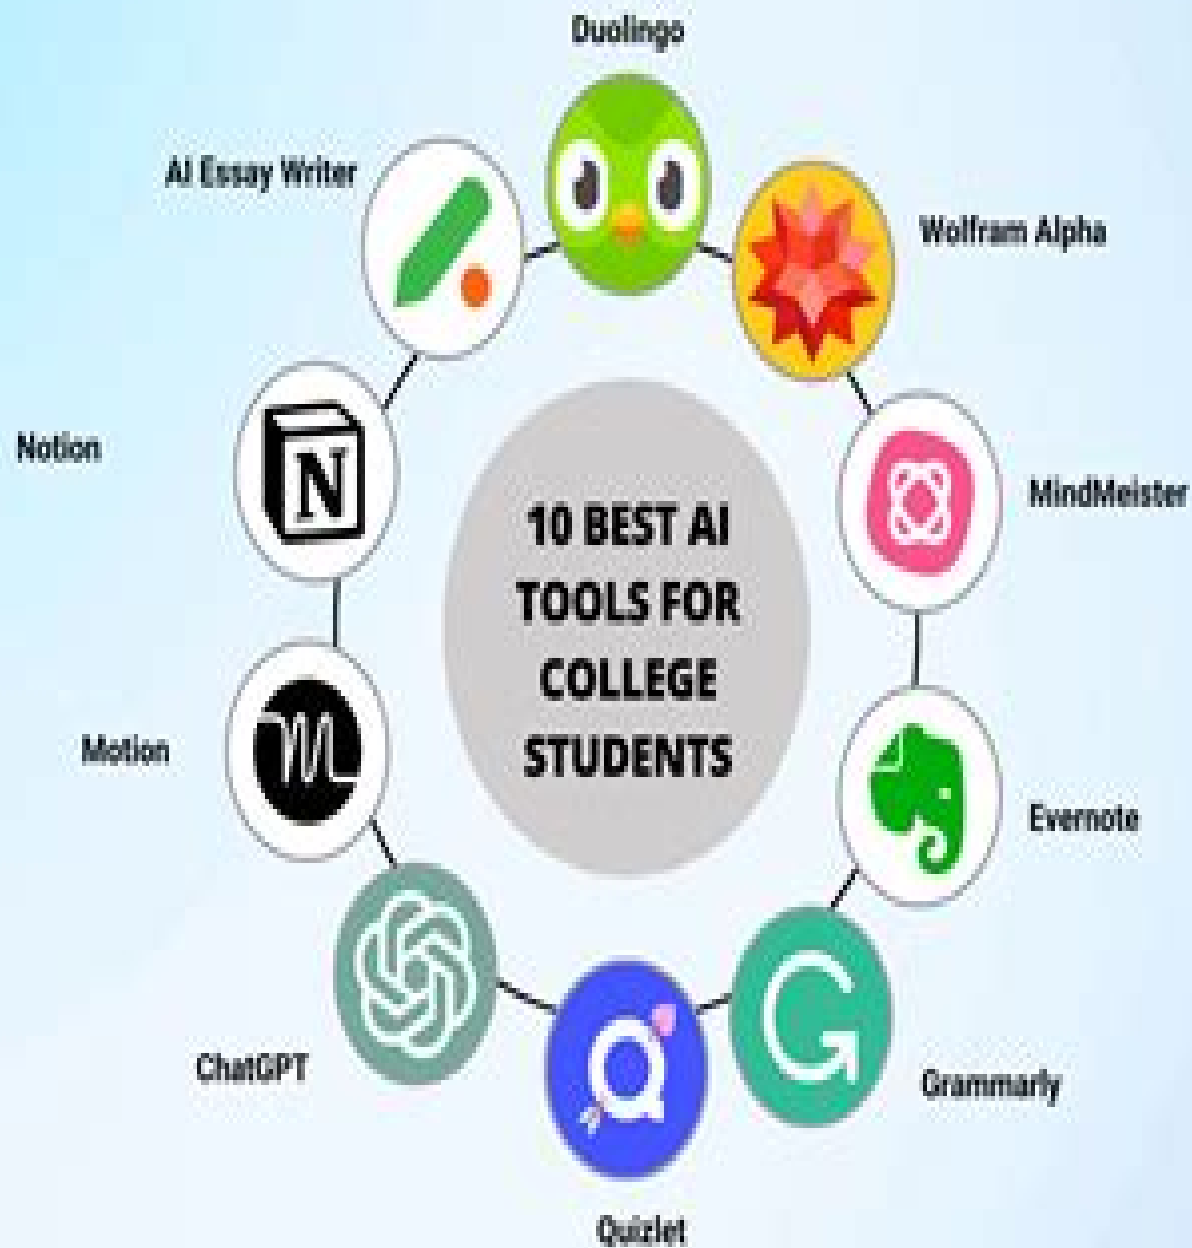 Duolingo
AI Essay Writer
Wolfram Alpha
Notion
N
MindMeister
10 BEST AI
TOOLS FOR
COLLEGE
STUDENTS
Motion
m
Evernote
ChatGPT
G
Grammarly
Q
Quizlet